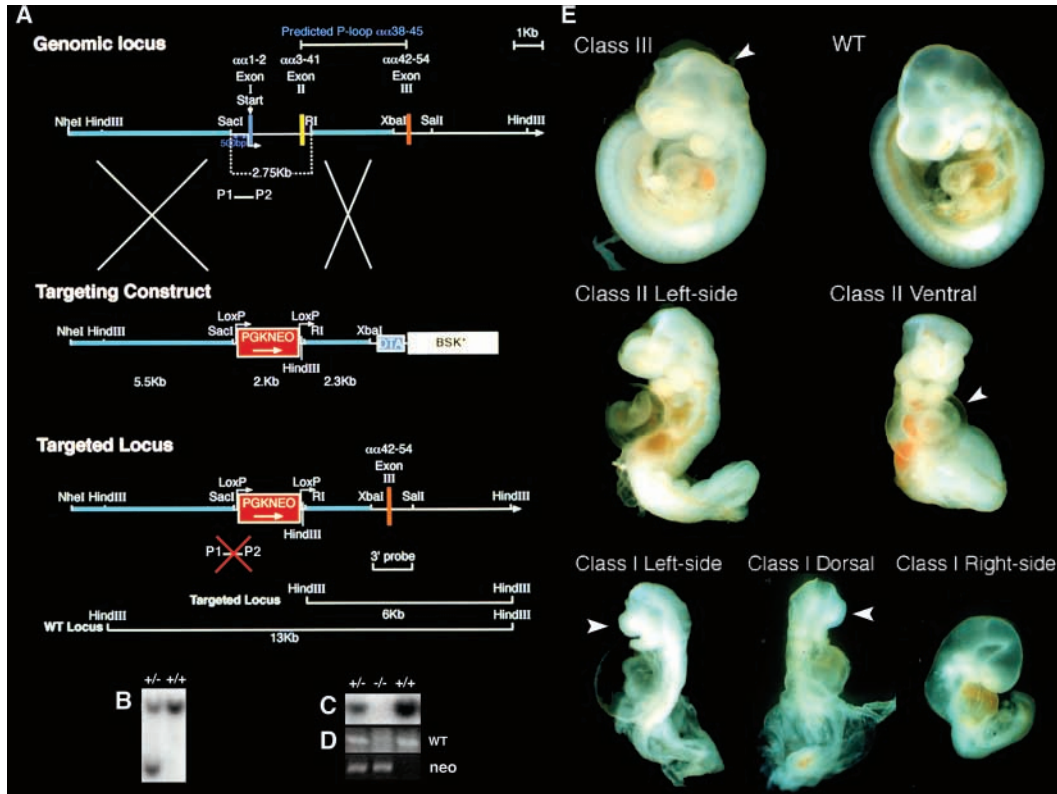 A
Genomic locus
Predicted P-loop αα38-45
1Kb
αα1-2 αα3-41 αα42-54
Exon Exon Exon
I II III
Start
NheI HindIII SacI RI XbaI SalI HindIII
500bp
2.75Kb
P1 P2
Targeting Construct
LoxP LoxP
NheI HindIII SacI PGKNEO RI XbaI DTA BSK+
HindIII
5.5Kb 2.Kb 2.3Kb
Targeted Locus
αα42-54
Exon
III
LoxP LoxP
NheI HindIII SacI PGKNEO RI XbaI SalI HindIII
HindIII
P1 P2
3' probe
HindIII HindIII
Targeted Locus
6Kb
HindIII HindIII
WT Locus
13Kb
B
+/- +/+
+/- -/- +/+
C
D WT
neo
E
Class III WT
Class II Left-side Class II Ventral
Class I Left-side Class I Dorsal Class I Right-side